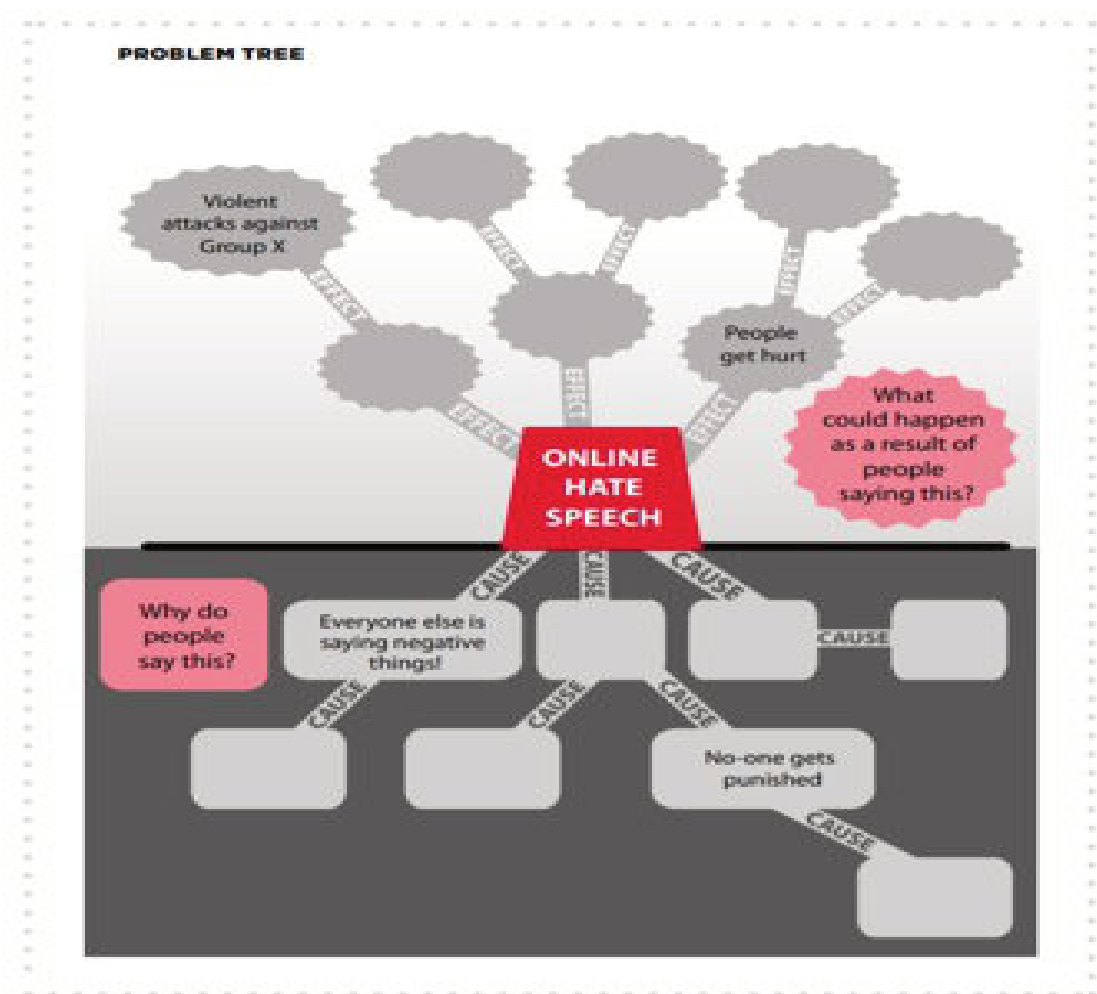 PROBLEM TREE
Violent
attacks against
Group X
EFFECT
EFFECT
EFFECT
EFFECT
EFFECT
People
get hurt
EFFECT
EFFECT
EFFECT
What
could happen
as a result of
people
saying this?
ONLINE
HATE
SPEECH
CAUSE
CAUSE
CAUSE
Why do
people
say this?
Everyone else is
saying negative
things!
CAUSE
CAUSE
CAUSE
CAUSE
No-one gets
punished
CAUSE